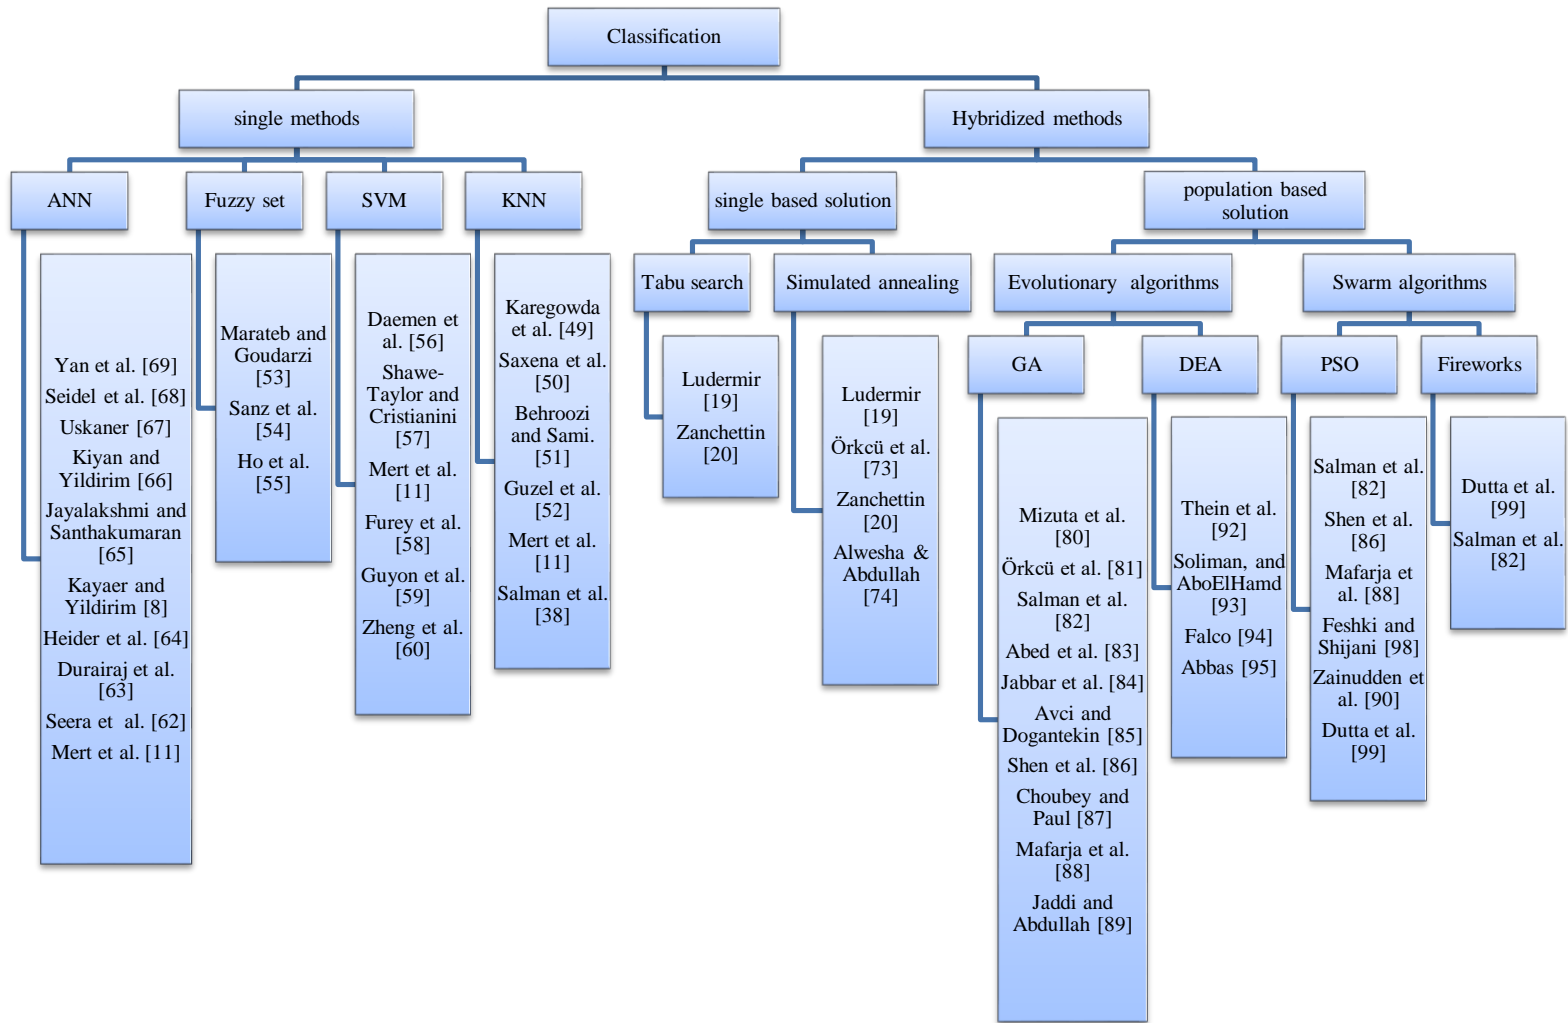 Classification
single methods
Hybridized methods
ANN
Fuzzy set
SVM
KNN
single based solution
population based
solution
Tabu search
Simulated annealing
Evolutionary algorithms
Swarm algorithms
GA
DEA
PSO
Fireworks
Yan et al. [69]
Seidel et al. [68]
Uskaner [67]
Kiyan and
Yildirim [66]
Jayalakshmi and
Santhakumaran
[65]
Kayaer and
Yildirim [8]
Heider et al. [64]
Durairaj et al.
[63]
Seera et al. [62]
Mert et al. [11]
Marateb and
Goudarzi
[53]
Sanz et al.
[54]
Ho et al.
[55]
Daemen et
al. [56]
Shawe-
Taylor and
Cristianini
[57]
Mert et al.
[11]
Furey et al.
[58]
Guyon et al.
[59]
Zheng et al.
[60]
Karegowda
et al. [49]
Saxena et al.
[50]
Behroozi
and Sami.
[51]
Guzel et al.
[52]
Mert et al.
[11]
Salman et al.
[38]
Ludermir
[19]
Zanchettin
[20]
Ludermir
[19]
Örkcü et al.
[73]
Zanchettin
[20]
Alwesha &
Abdullah
[74]
Mizuta et al.
[80]
Örkcü et al. [81]
Salman et al.
[82]
Abed et al. [83]
Jabbar et al. [84]
Avci and
Dogantekin [85]
Shen et al. [86]
Choubey and
Paul [87]
Mafarja et al.
[88]
Jaddi and
Abdullah [89]
Thein et al.
[92]
Soliman, and
AboElHamd
[93]
Falco [94]
Abbas [95]
Salman et al.
[82]
Shen et al.
[86]
Mafarja et
al. [88]
Feshki and
Shijani [98]
Zainudden et
al. [90]
Dutta et al.
[99]
Dutta et al.
[99]
Salman et al.
[82]